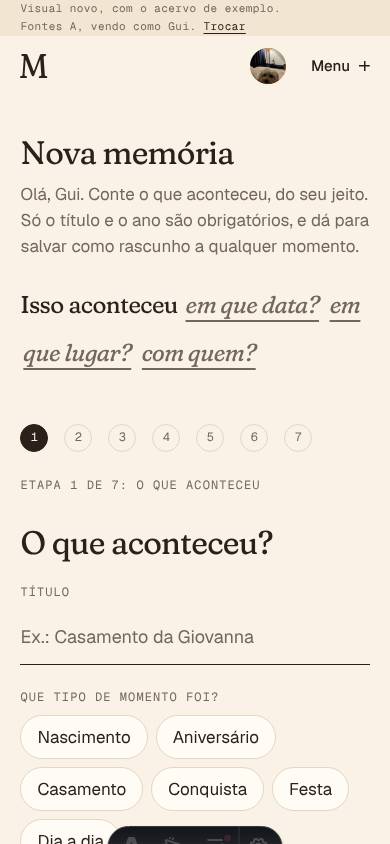 Visual novo, com o acervo de exemplo.
Fontes A, vendo como Gui. Trocar
M
Menu +
Nova memória
Olá, Gui. Conte o que aconteceu, do seu jeito.
Só o título e o ano são obrigatórios, e dá para
salvar como rascunho a qualquer momento.
Isso aconteceu em que data? em
que lugar? com quem?
1 2 3 4 5 6 7
ETAPA 1 DE 7: O QUE ACONTECEU
O que aconteceu?
TÍTULO
Ex.: Casamento da Giovanna
QUE TIPO DE MOMENTO FOI?
Nascimento Aniversário
Casamento Conquista Festa
Dia a dia